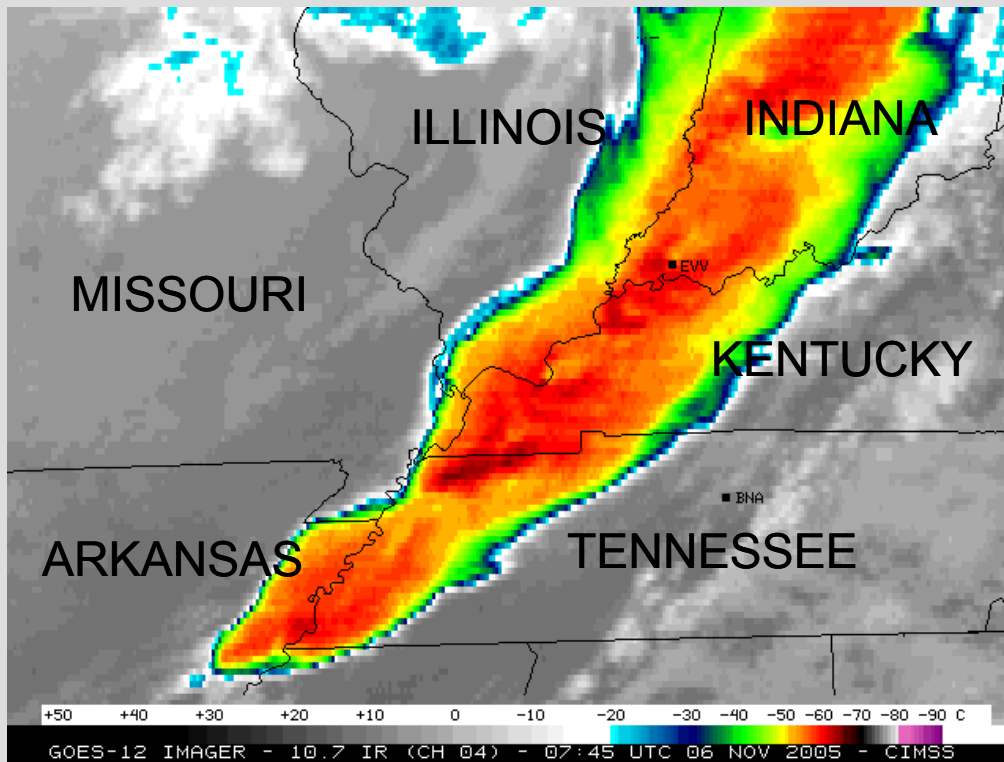 ILLINOIS
INDIANA
EVV
MISSOURI
KENTUCKY
BNA
ARKANSAS
TENNESSEE
+50 +40 +30 +20 +10 0 -10 -20 -30 -40 -50 -60 -70 -80 -90 C
GOES-12 IMAGER - 10.7 IR (CH 04) - 07:45 UTC 06 NOV 2005 - CIMSS